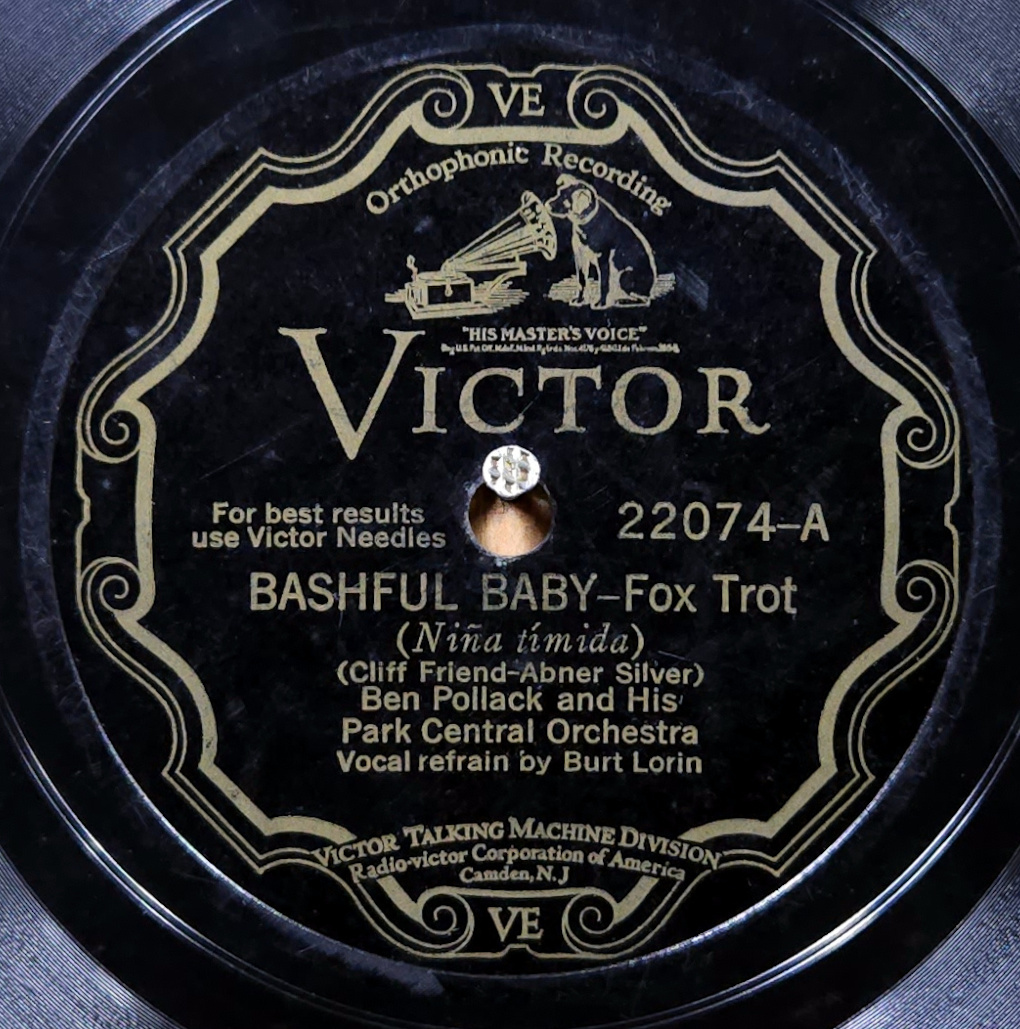 VE
Orthophonic Recording
"HIS MASTER'S VOICE"
VICTOR
For best results
use Victor Needles
22074-A
BASHFUL BABY-Fox Trot
(Niña tímida)
(Cliff Friend-Abner Silver)
Ben Pollack and His
Park Central Orchestra
Vocal refrain by Burt Lorin
VICTOR TALKING MACHINE DIVISION
Radio-victor Corporation of America
Camden, N.J
VE